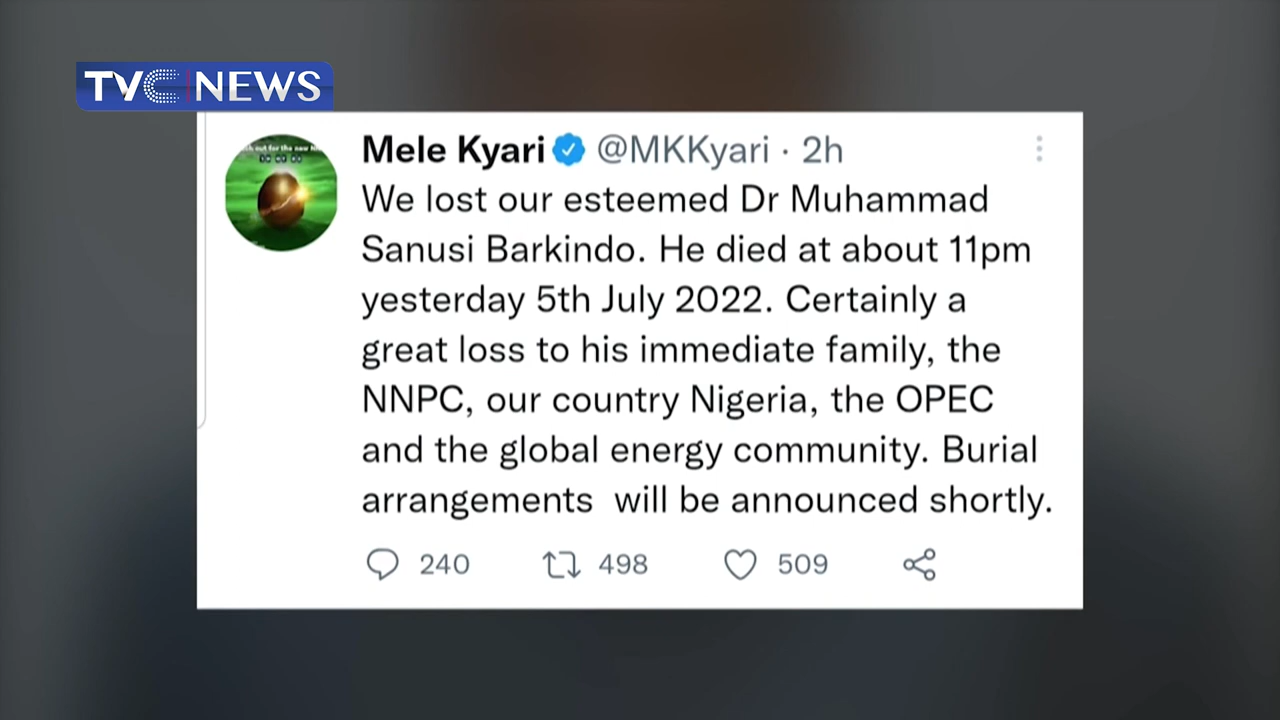 TVC NEWS
Mele Kyari @MKKyari · 2h
We lost our esteemed Dr Muhammad
Sanusi Barkindo. He died at about 11pm
yesterday 5th July 2022. Certainly a
great loss to his immediate family, the
NNPC, our country Nigeria, the OPEC
and the global energy community. Burial
arrangements  will be announced shortly.
240 498 509